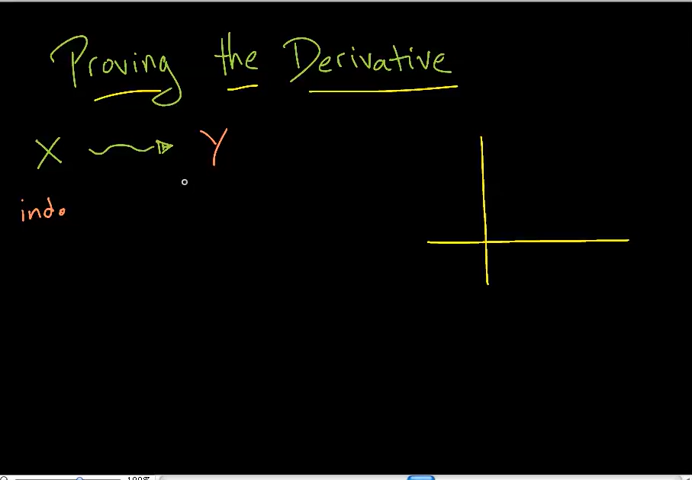 Proving the Derivative
X Y
ind.